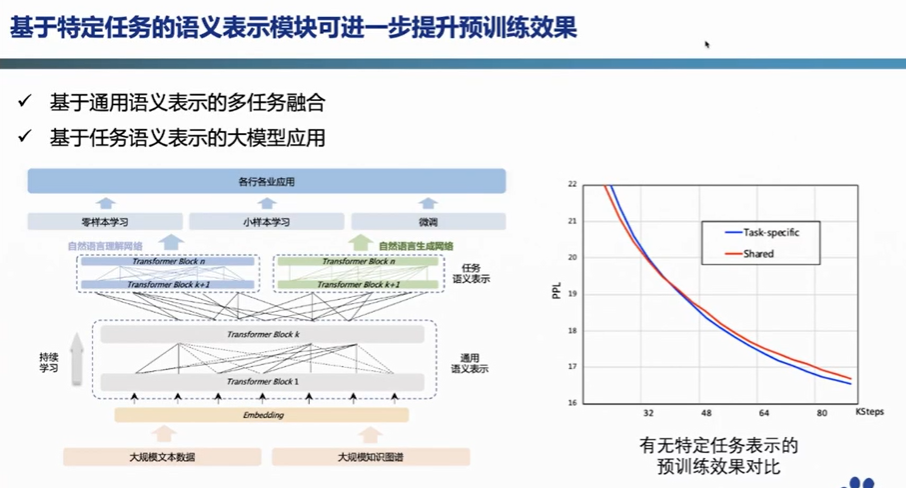 基于特定任务的语义表示模块可进一步提升预训练效果
✓ 基于通用语义表示的多任务融合
✓ 基于任务语义表示的大模型应用
各行各业应用
零样本学习 小样本学习 微调
自然语言理解网络 自然语言生成网络
Transformer Block n Transformer Block n
Transformer Block k+1 Transformer Block k+1
任务
语义表示
Transformer Block k
持续
学习
通用
语义表示
Transformer Block 1
Embedding
大规模文本数据 大规模知识图谱
22
21
20
19
18
17
16
PPL
Task-specific
Shared
32 48 64 80 KSteps
有无特定任务表示的
预训练效果对比